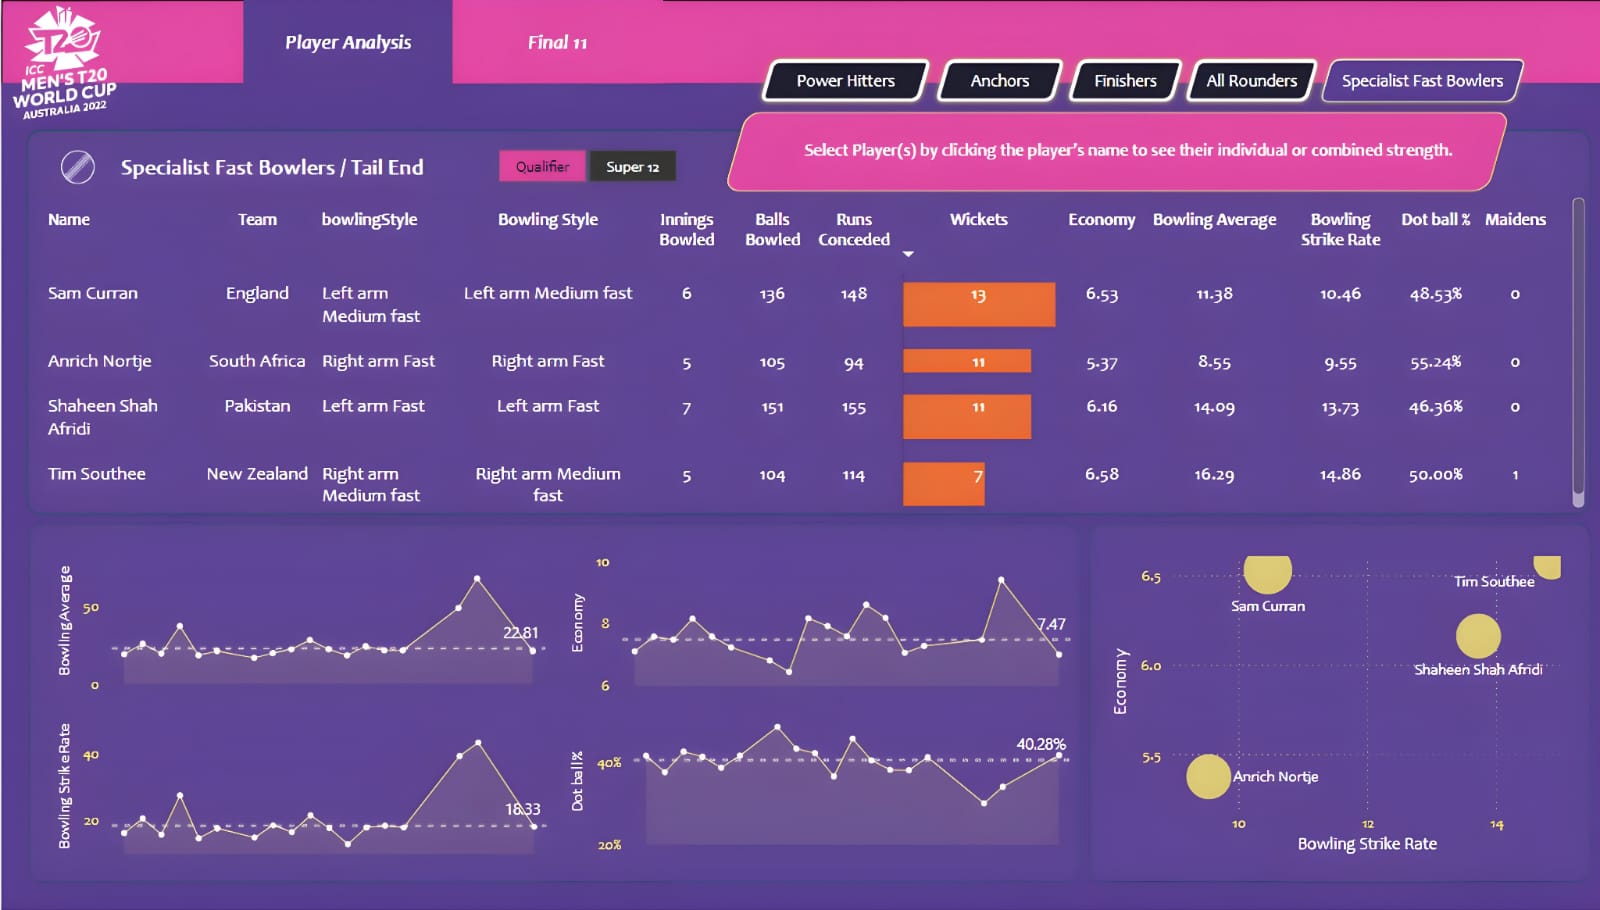 T20
ICC
MEN'S T20
WORLD CUP
AUSTRALIA 2022
Player Analysis
Final 11
Power Hitters
Anchors
Finishers
All Rounders
Specialist Fast Bowlers
Select Player(s) by clicking the player's name to see their individual or combined strength.
Specialist Fast Bowlers / Tail End
Qualifier
Super 12
Name Team bowlingStyle Bowling Style Innings Bowled Balls Bowled Runs Conceded Wickets Economy Bowling Average Bowling Strike Rate Dot ball % Maidens
Sam Curran England Left arm Medium fast Left arm Medium fast 6 136 148 13 6.53 11.38 10.46 48.53% 0
Anrich Nortje South Africa Right arm Fast Right arm Fast 5 105 94 11 5.37 8.55 9.55 55.24% 0
Shaheen Shah Afridi Pakistan Left arm Fast Left arm Fast 7 151 155 11 6.16 14.09 13.73 46.36% 0
Tim Southee New Zealand Right arm Medium fast Right arm Medium fast 5 104 114 7 6.58 16.29 14.86 50.00% 1
Bowling Average
50
0
22.81
Economy
10
8
6
7.47
Bowling Strike Rate
40
20
18.33
Dot ball%
40%
20%
40.28%
Economy
6.5
6.0
5.5
Tim Southee
Sam Curran
Shaheen Shah Afridi
Anrich Nortje
10 12 14
Bowling Strike Rate